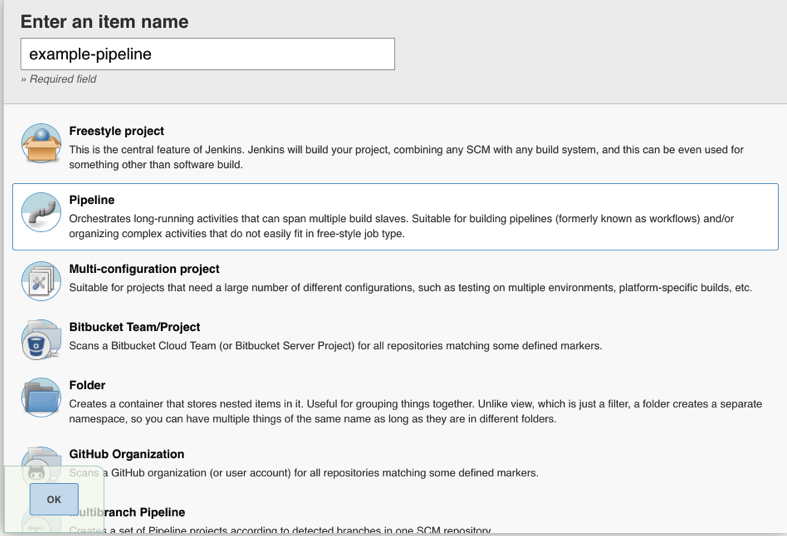 Enter an item name
example-pipeline
» Required field
Freestyle project
This is the central feature of Jenkins. Jenkins will build your project, combining any SCM with any build system, and this can be even used for
something other than software build.
Pipeline
Orchestrates long-running activities that can span multiple build slaves. Suitable for building pipelines (formerly known as workflows) and/or
organizing complex activities that do not easily fit in free-style job type.
Multi-configuration project
Suitable for projects that need a large number of different configurations, such as testing on multiple environments, platform-specific builds, etc.
Bitbucket Team/Project
Scans a Bitbucket Cloud Team (or Bitbucket Server Project) for all repositories matching some defined markers.
Folder
Creates a container that stores nested items in it. Useful for grouping things together. Unlike view, which is just a filter, a folder creates a separate
namespace, so you can have multiple things of the same name as long as they are in different folders.
GitHub Organization
Scans a GitHub organization (or user account) for all repositories matching some defined markers.
OK
Multibranch Pipeline
Creates a set of Pipeline projects according to detected branches in one SCM repository.